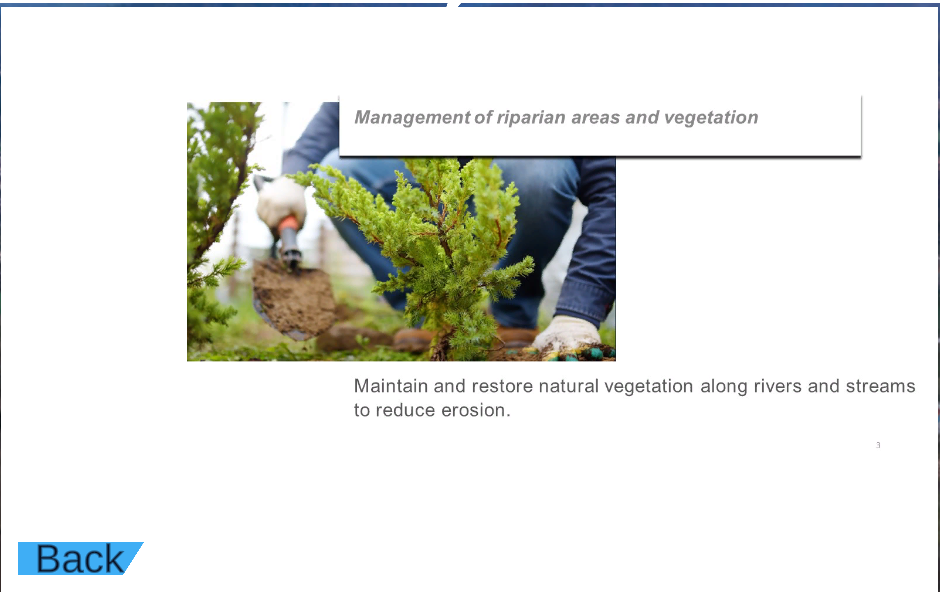 Management of riparian areas and vegetation
Maintain and restore natural vegetation along rivers and streams
to reduce erosion.
3
Back